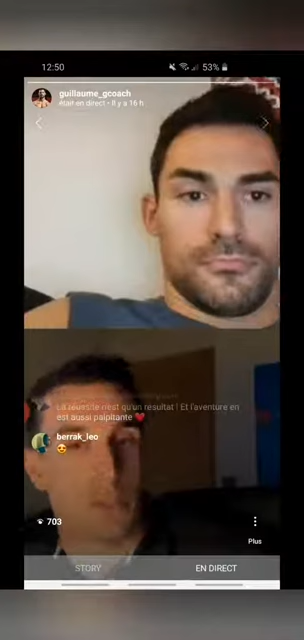 12:50
53%
guillaume_gcoach
était en direct • Il y a 16 h
La réussite n'est qu'un resultat ! Et l'aventure en
est aussi palpitante
berrak_leo
703
Plus
STORY
EN DIRECT